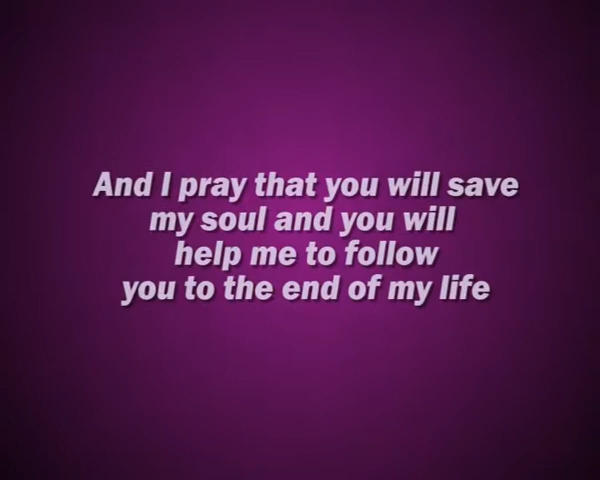 And I pray that you will save
my soul and you will
help me to follow
you to the end of my life